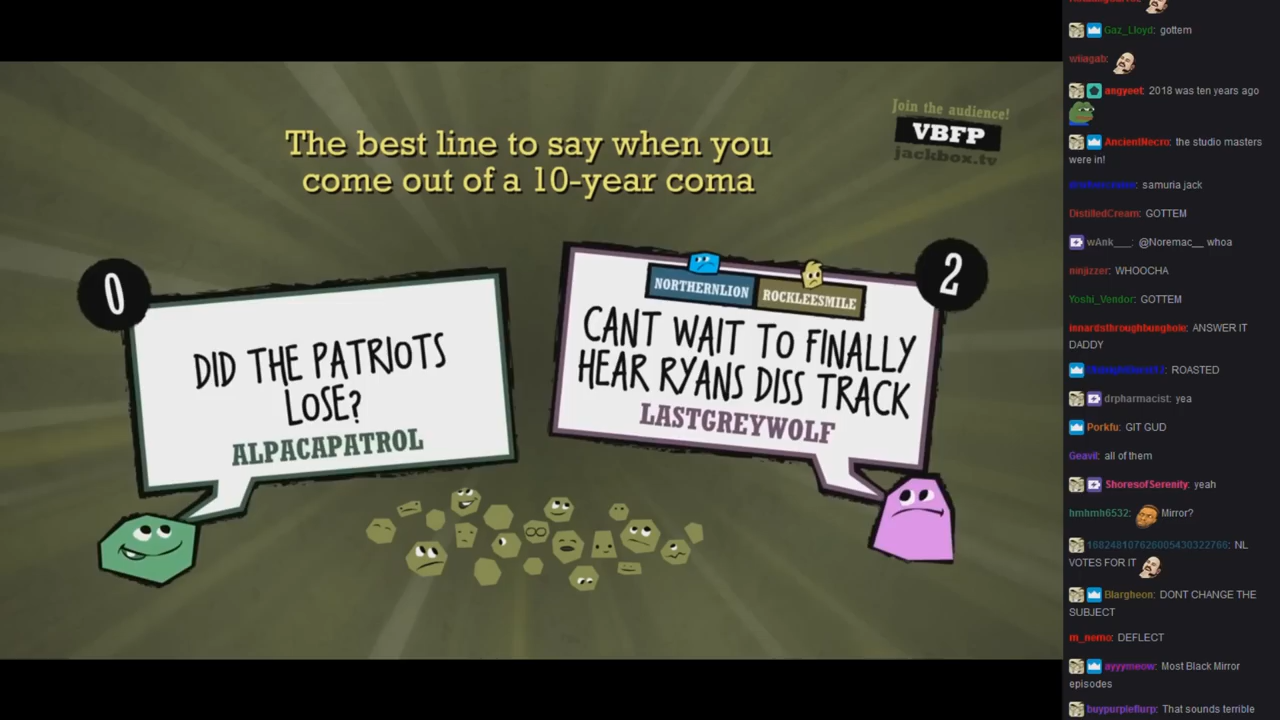 The best line to say when you
come out of a 10-year coma
Join the audience!
VBFP
jackbox.tv
0
DID THE PATRIOTS
LOSE?
ALPACAPATROL
2
NORTHERNLION
ROCKLEESMILE
CANT WAIT TO FINALLY
HEAR RYANS DISS TRACK
LASTGREYWOLF
Gaz_Lloyd: gottem
wiiagab:
angyeet: 2018 was ten years ago
AncientNecro: the studio masters
were in!
samuria jack
DistilledCream: GOTTEM
wAnk___: @Noremac__ whoa
ninjizzer: WHOOCHA
Yoshi_Vendor: GOTTEM
innardsthroughbunghole: ANSWER IT
DADDY
ROASTED
drpharmacist: yea
Porkfu: GIT GUD
Geavit: all of them
ShoresofSerenity: yeah
hmhmh6532: Mirror?
168248107626005430322766: NL
VOTES FOR IT
Blargheon: DONT CHANGE THE
SUBJECT
m_nemo: DEFLECT
ayyymeow: Most Black Mirror
episodes
buypurpleflurp: That sounds terrible